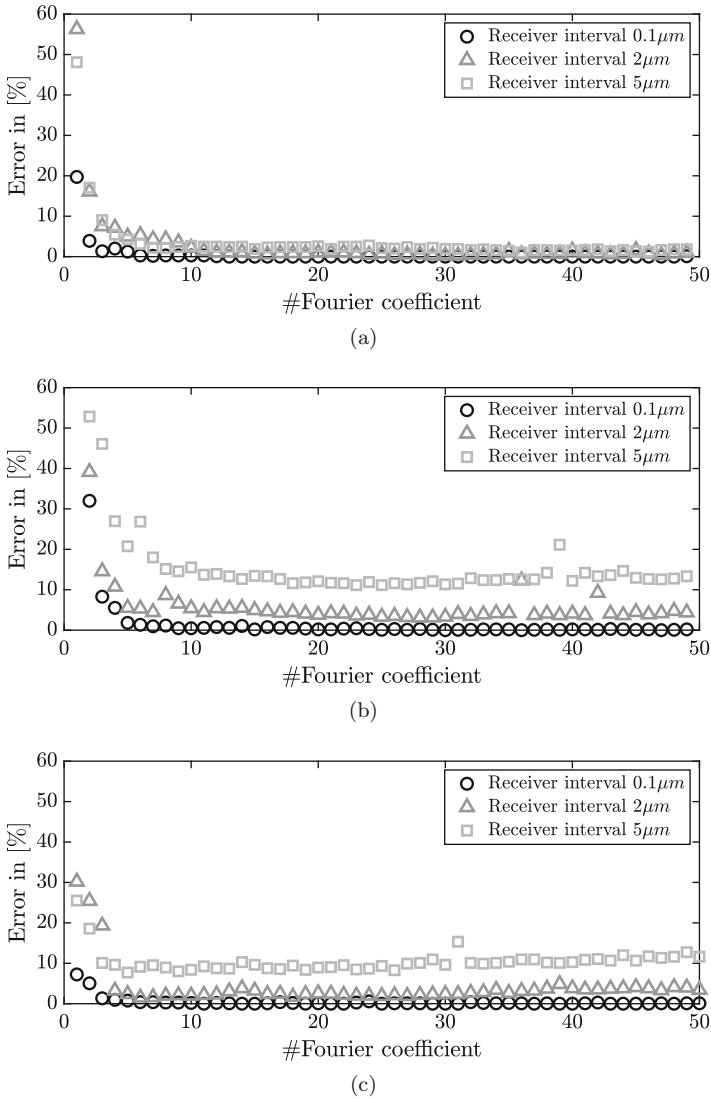 60
50
40
30
20
10
0
Error in [%]
Receiver interval 0.1μm
Receiver interval 2μm
Receiver interval 5μm
0 10 20 30 40 50
#Fourier coefficient
(a)
60
50
40
30
20
10
0
Error in [%]
Receiver interval 0.1μm
Receiver interval 2μm
Receiver interval 5μm
0 10 20 30 40 50
#Fourier coefficient
(b)
60
50
40
30
20
10
0
Error in [%]
Receiver interval 0.1μm
Receiver interval 2μm
Receiver interval 5μm
0 10 20 30 40 50
#Fourier coefficient
(c)